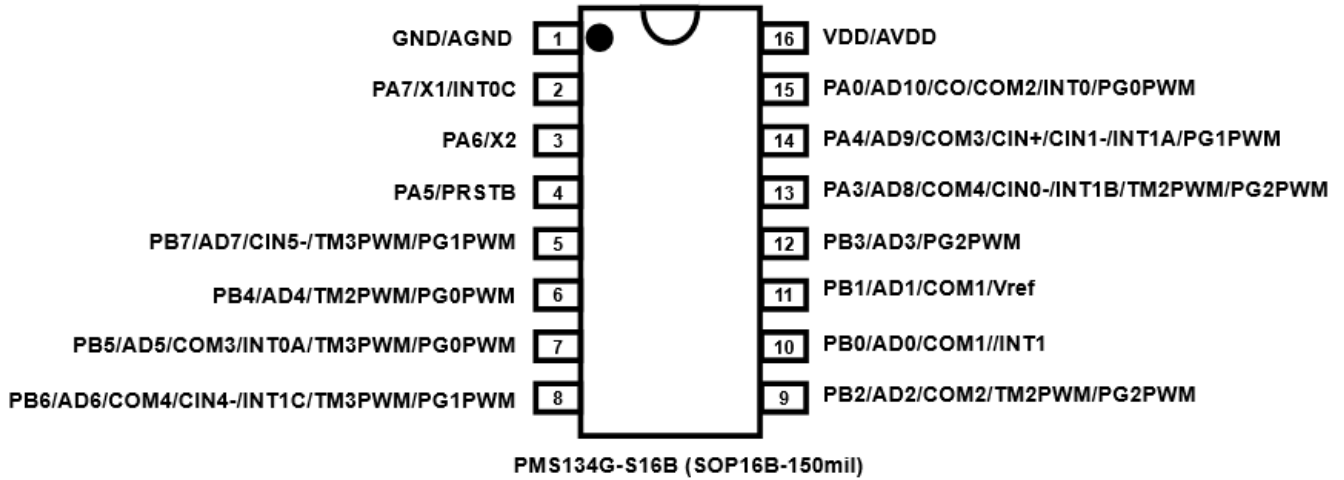 GND/AGND 1 16 VDD/AVDD
PA7/X1/INT0C 2 15 PA0/AD10/CO/COM2/INT0/PG0PWM
PA6/X2 3 14 PA4/AD9/COM3/CIN+/CIN1-/INT1A/PG1PWM
PA5/PRSTB 4 13 PA3/AD8/COM4/CIN0-/INT1B/TM2PWM/PG2PWM
PB7/AD7/CIN5-/TM3PWM/PG1PWM 5 12 PB3/AD3/PG2PWM
PB4/AD4/TM2PWM/PG0PWM 6 11 PB1/AD1/COM1/Vref
PB5/AD5/COM3/INT0A/TM3PWM/PG0PWM 7 10 PB0/AD0/COM1//INT1
PB6/AD6/COM4/CIN4-/INT1C/TM3PWM/PG1PWM 8 9 PB2/AD2/COM2/TM2PWM/PG2PWM
PMS134G-S16B (SOP16B-150mil)